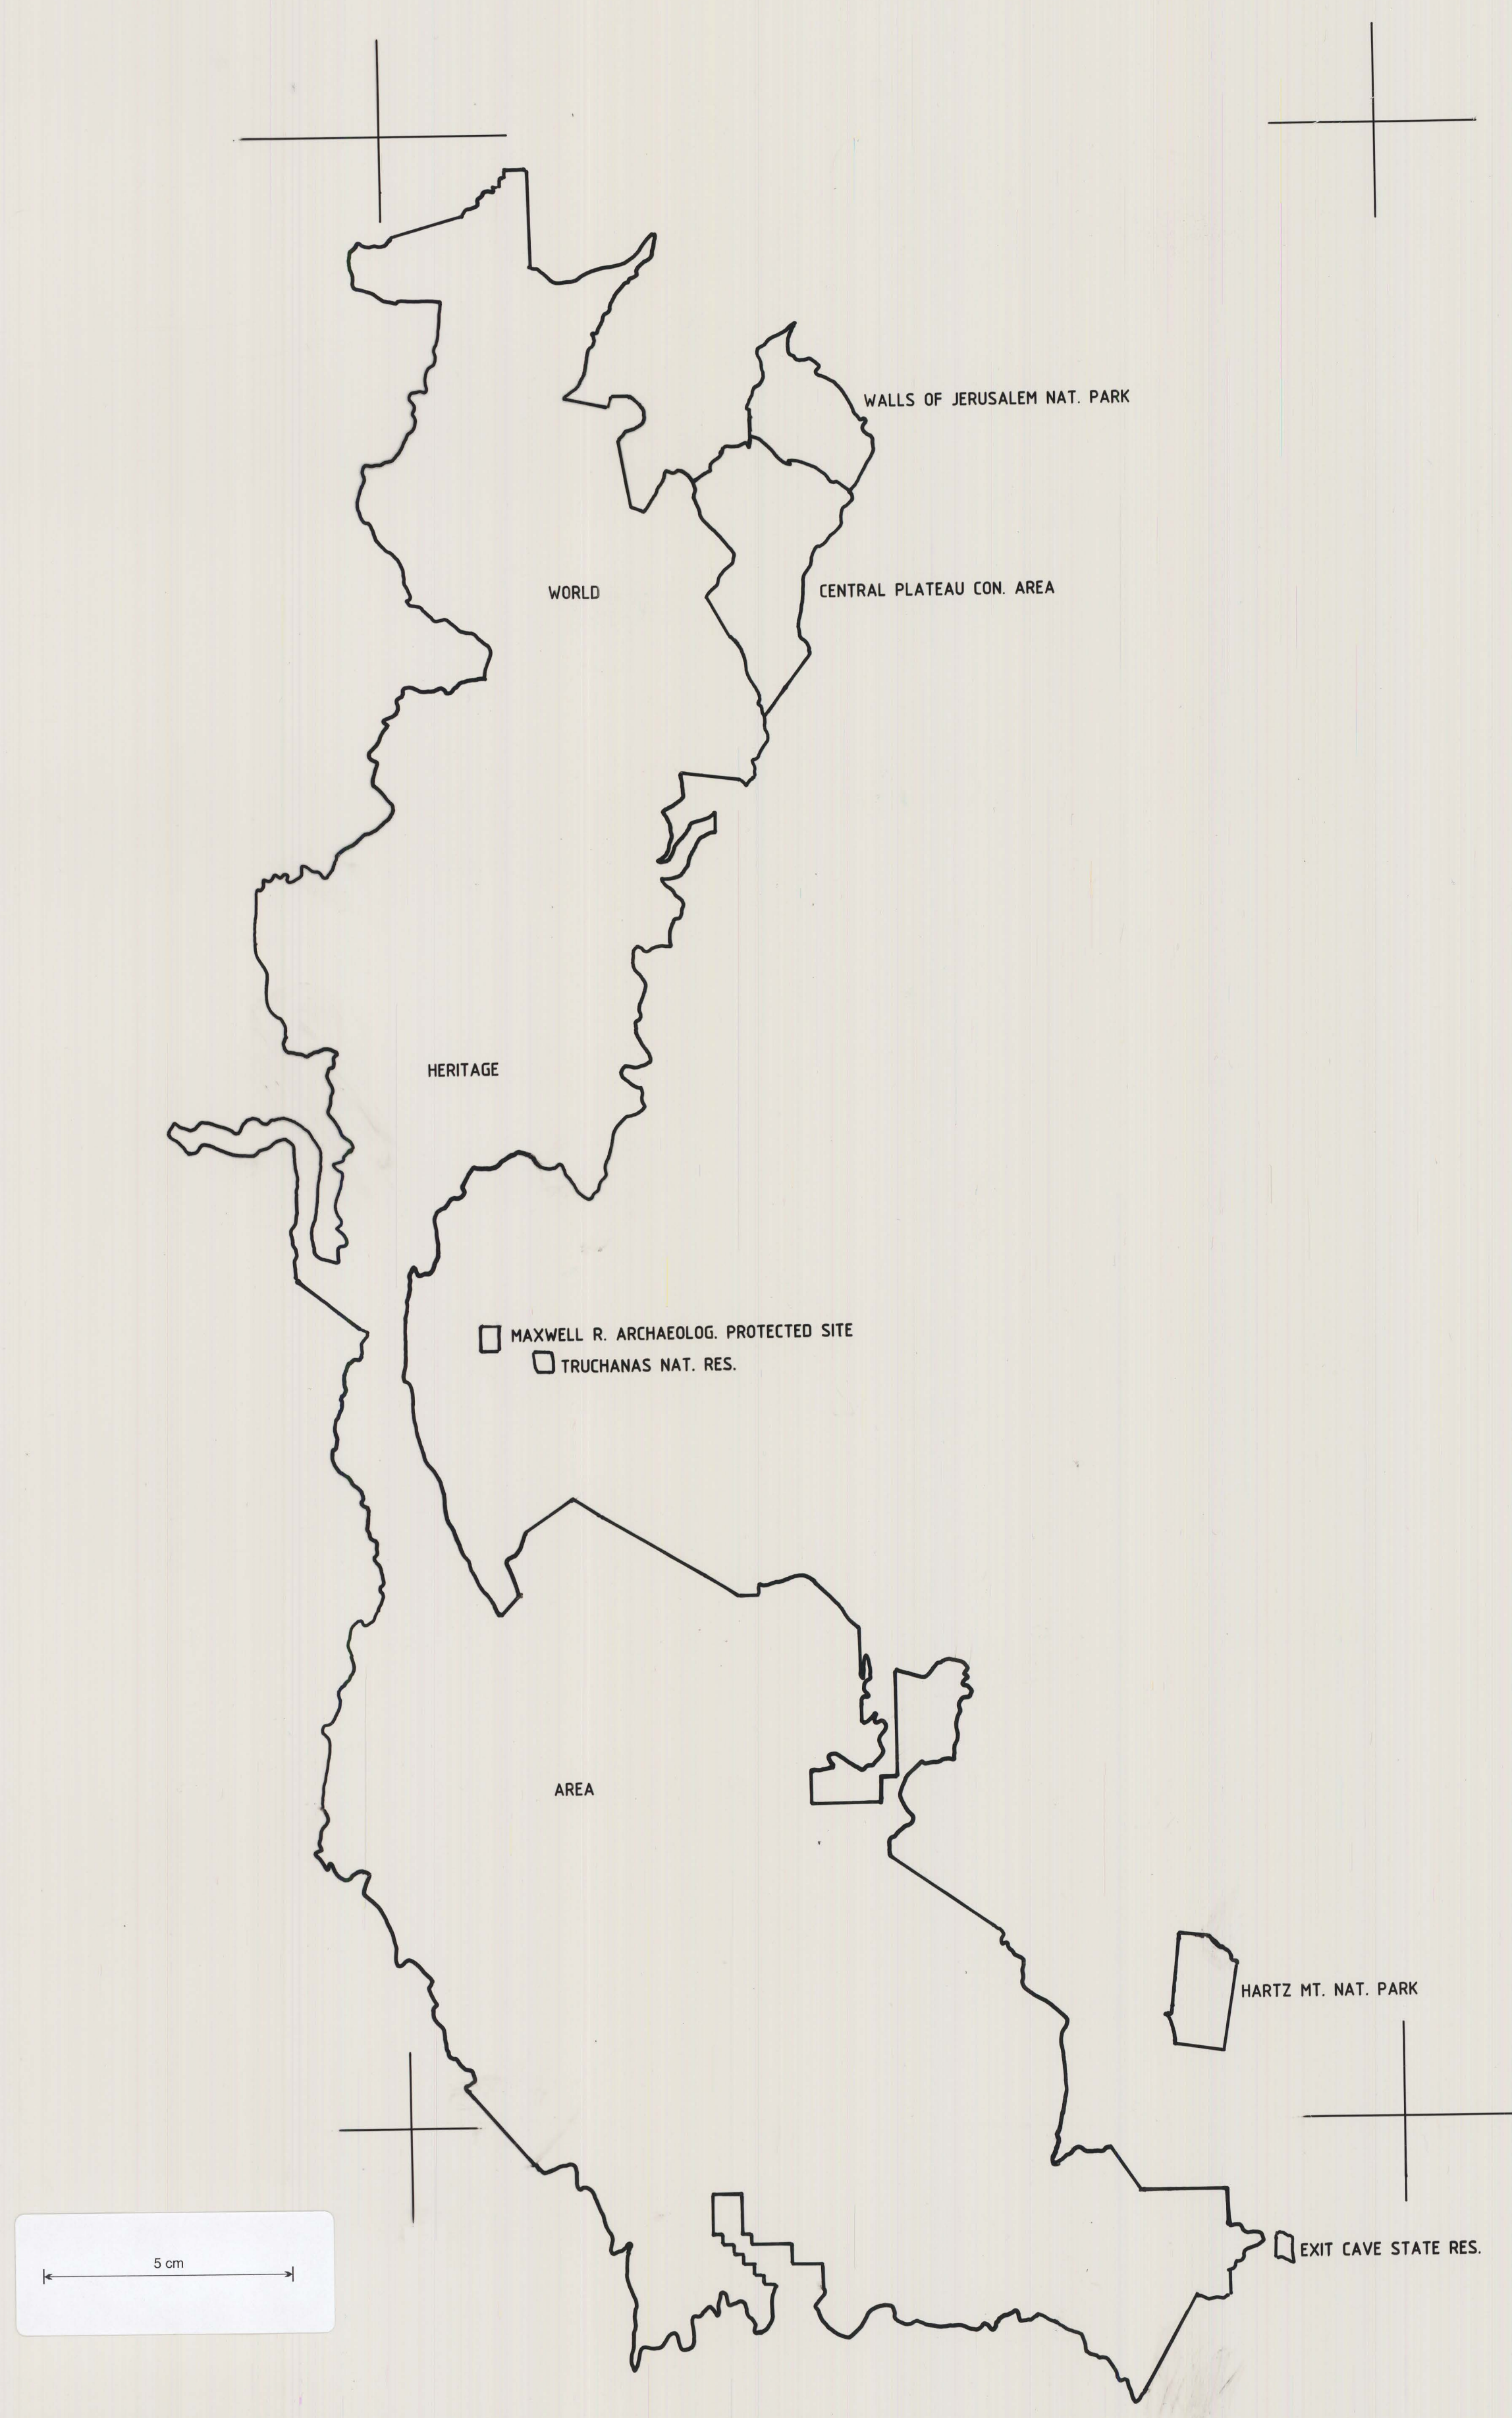 WALLS OF JERUSALEM NAT. PARK
WORLD
CENTRAL PLATEAU CON. AREA
HERITAGE
MAXWELL R. ARCHAEOLOG. PROTECTED SITE
TRUCHANAS NAT. RES.
AREA
HARTZ MT. NAT. PARK
EXIT CAVE STATE RES.
5 cm